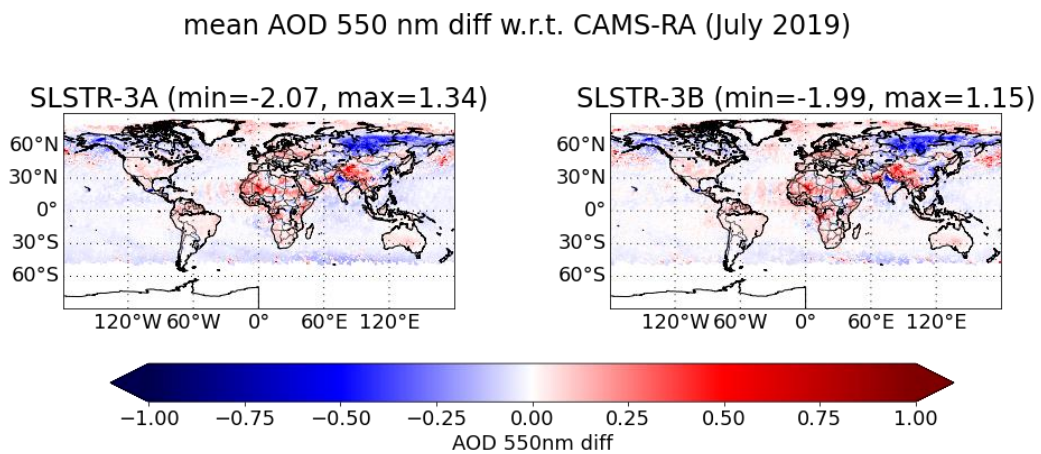 mean AOD 550 nm diff w.r.t. CAMS-RA (July 2019)
SLSTR-3A (min=-2.07, max=1.34)
SLSTR-3B (min=-1.99, max=1.15)
60°N
30°N
0°
30°S
60°S
120°W 60°W 0° 60°E 120°E
60°N
30°N
0°
30°S
60°S
120°W 60°W 0° 60°E 120°E
−1.00 −0.75 −0.50 −0.25 0.00 0.25 0.50 0.75 1.00
AOD 550nm diff